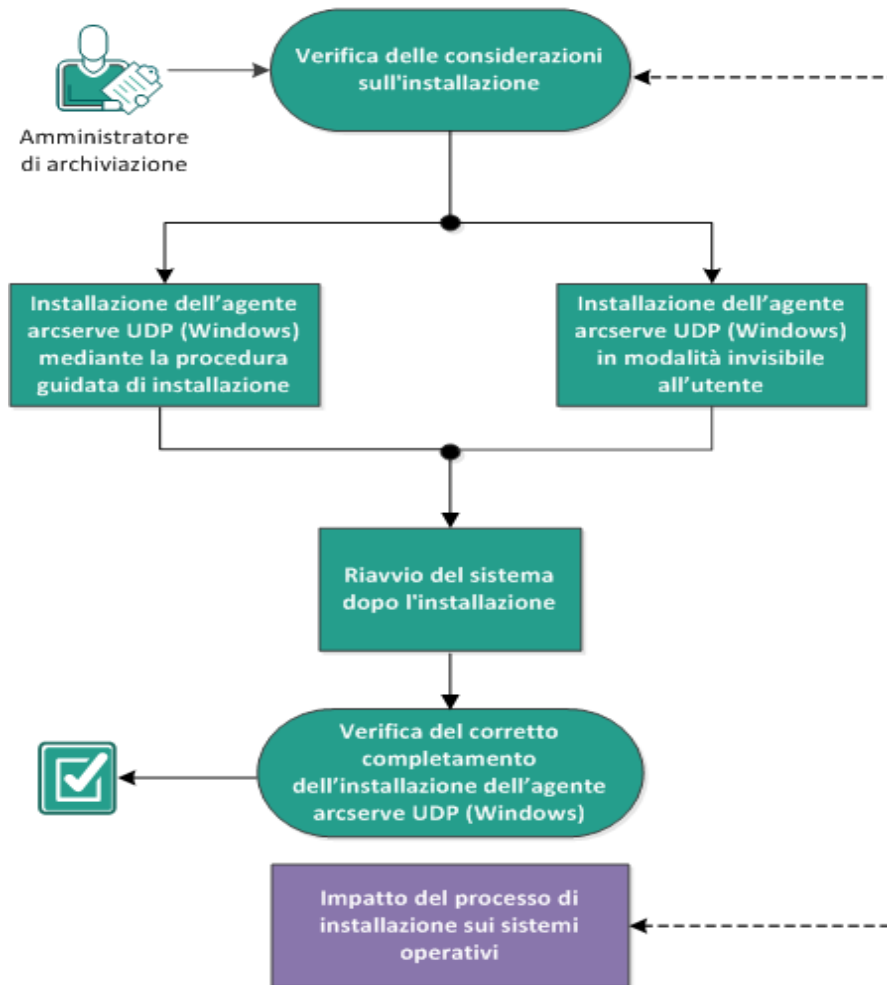 Verifica delle considerazioni
sull'installazione
Amministratore
di archiviazione
Installazione dell’agente
arcserve UDP (Windows)
mediante la procedura
guidata di installazione
Installazione dell’agente
arcserve UDP (Windows)
in modalità invisibile
all’utente
Riavvio del sistema
dopo l'installazione
Verifica del corretto
completamento
dell’installazione dell’agente
arcserve UDP (Windows)
Impatto del processo di
installazione sui sistemi
operativi